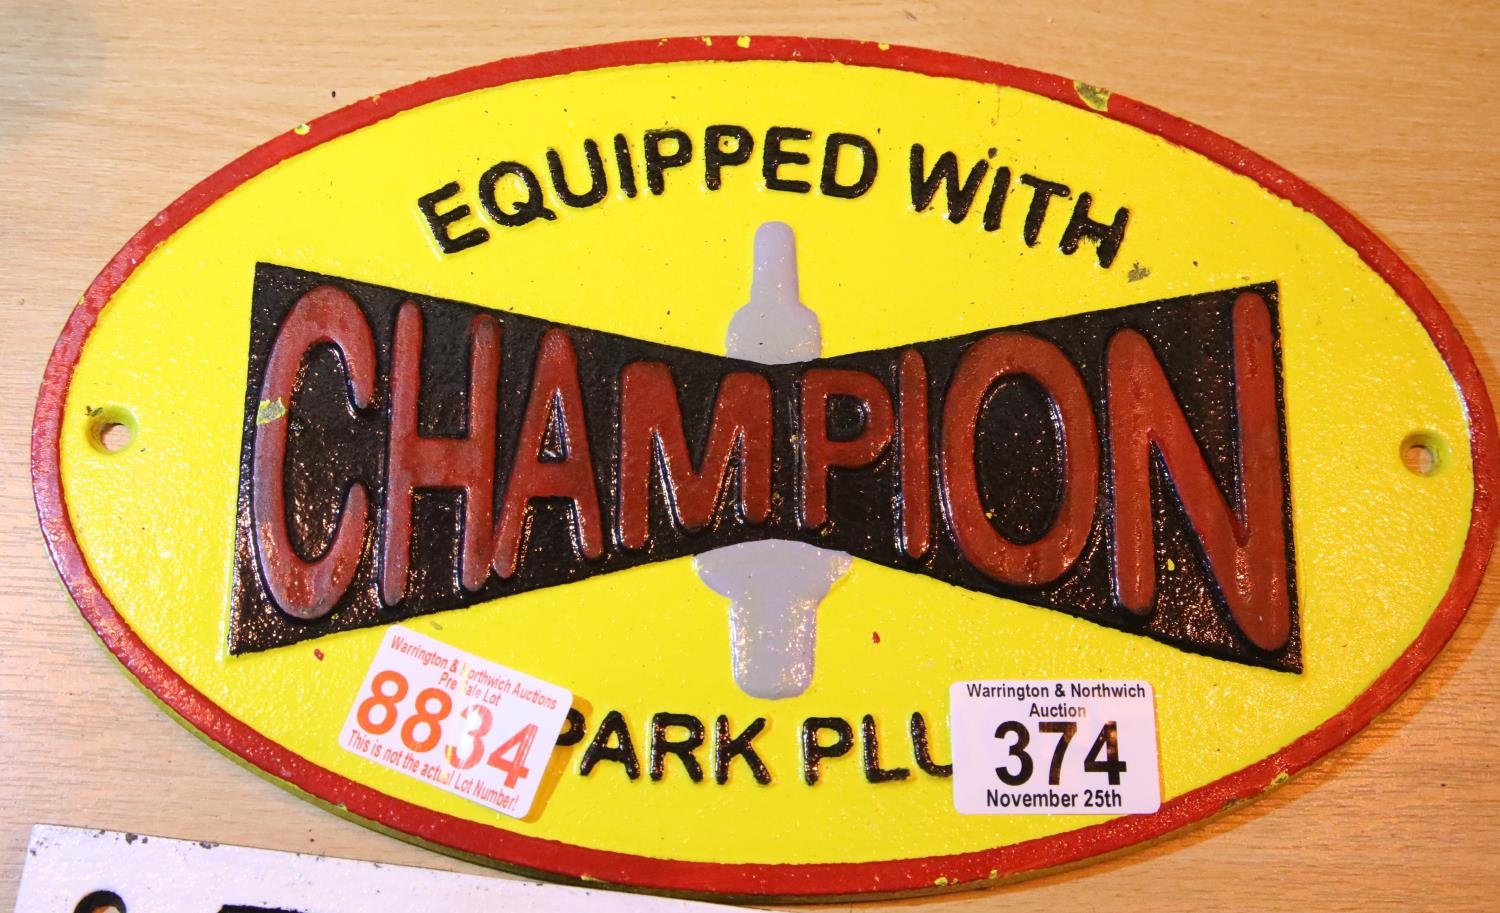 EQUIPPED WITH
CHAMPION
PARK PLU
Warrington & Northwich Auctions
Pre Sale Lot
8834
This is not the actual Lot Number!
Warrington & Northwich
Auction
374
November 25th